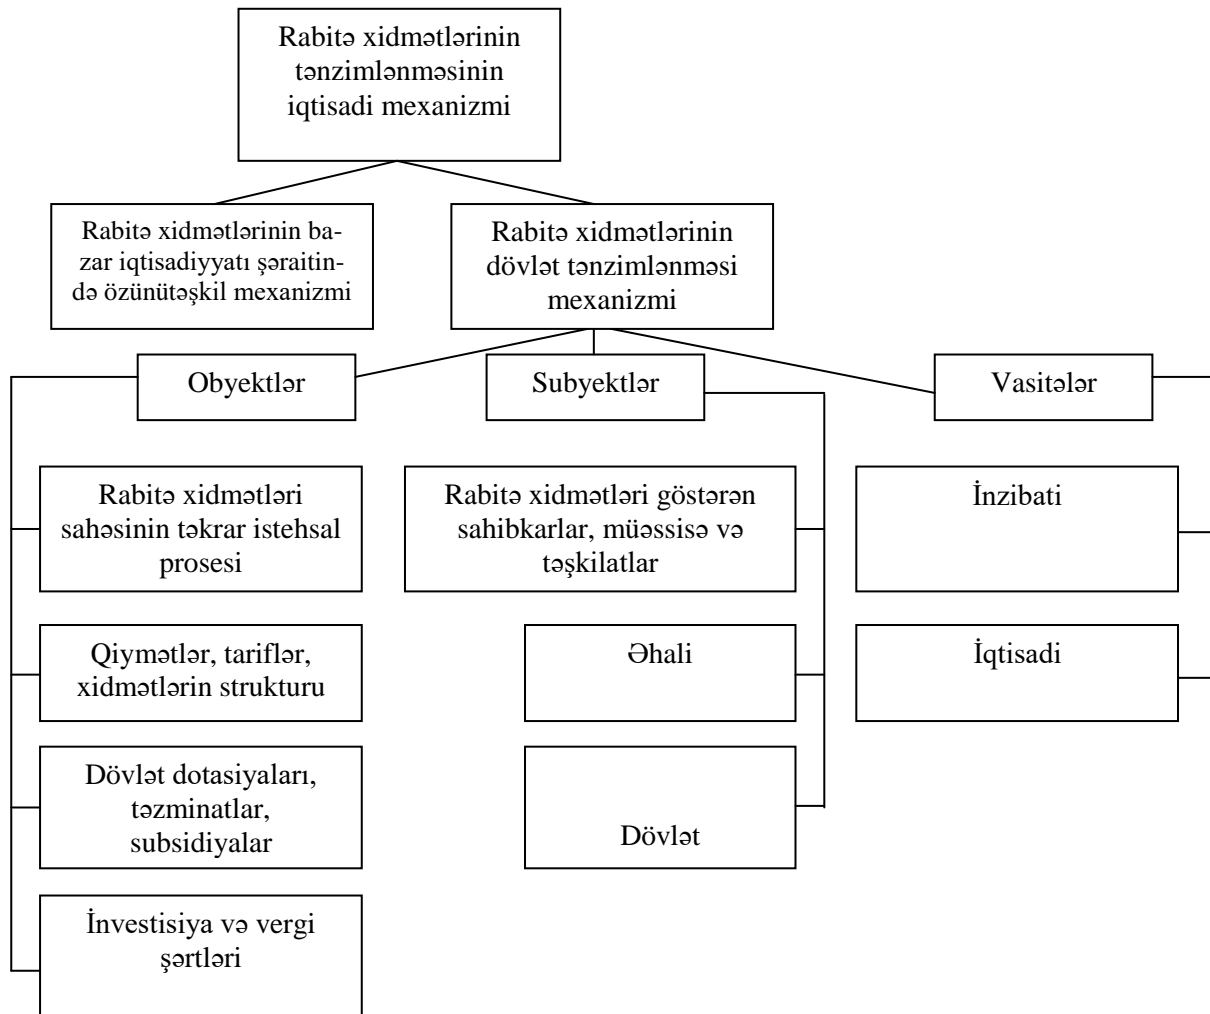 Rabitə xidmətlərinin
tənzimlənməsinin
iqtisadi mexanizmi
Rabitə xidmətlərinin ba-
zar iqtisadiyyatı şəraitin-
də özünütəşkil mexanizmi
Rabitə xidmətlərinin
dövlət tənzimlənməsi
mexanizmi
Obyektlər
Subyektlər
Vasitələr
Rabitə xidmətləri
sahəsinin təkrar istehsal
prosesi
Rabitə xidmətləri göstərən
sahibkarlar, müəssisə və
təşkilatlar
İnzibati
Qiymətlər, tariflər,
xidmətlərin strukturu
Əhali
İqtisadi
Dövlət dotasiyaları,
təzminatlar,
subsidiyalar
Dövlət
İnvestisiya və vergi
şərtləri